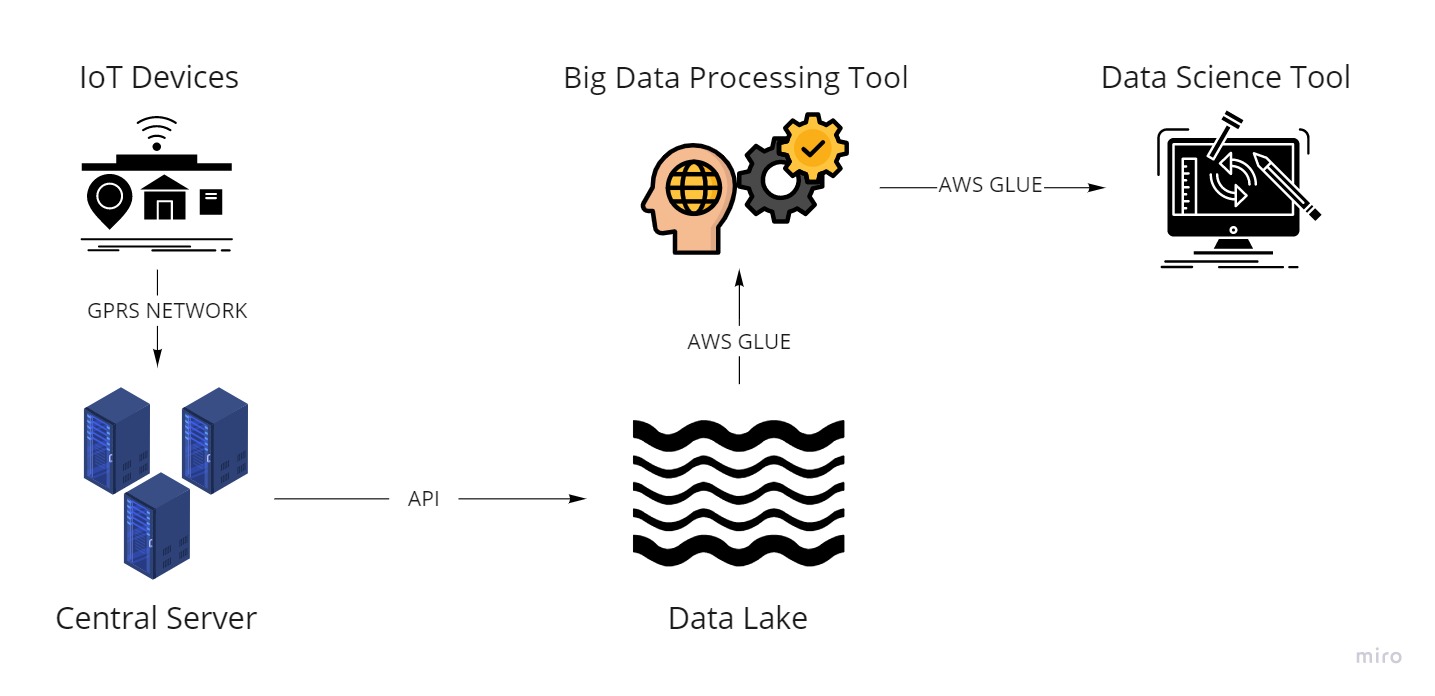 IoT Devices
Big Data Processing Tool
Data Science Tool
AWS GLUE
GPRS NETWORK
AWS GLUE
API
Central Server
Data Lake
miro